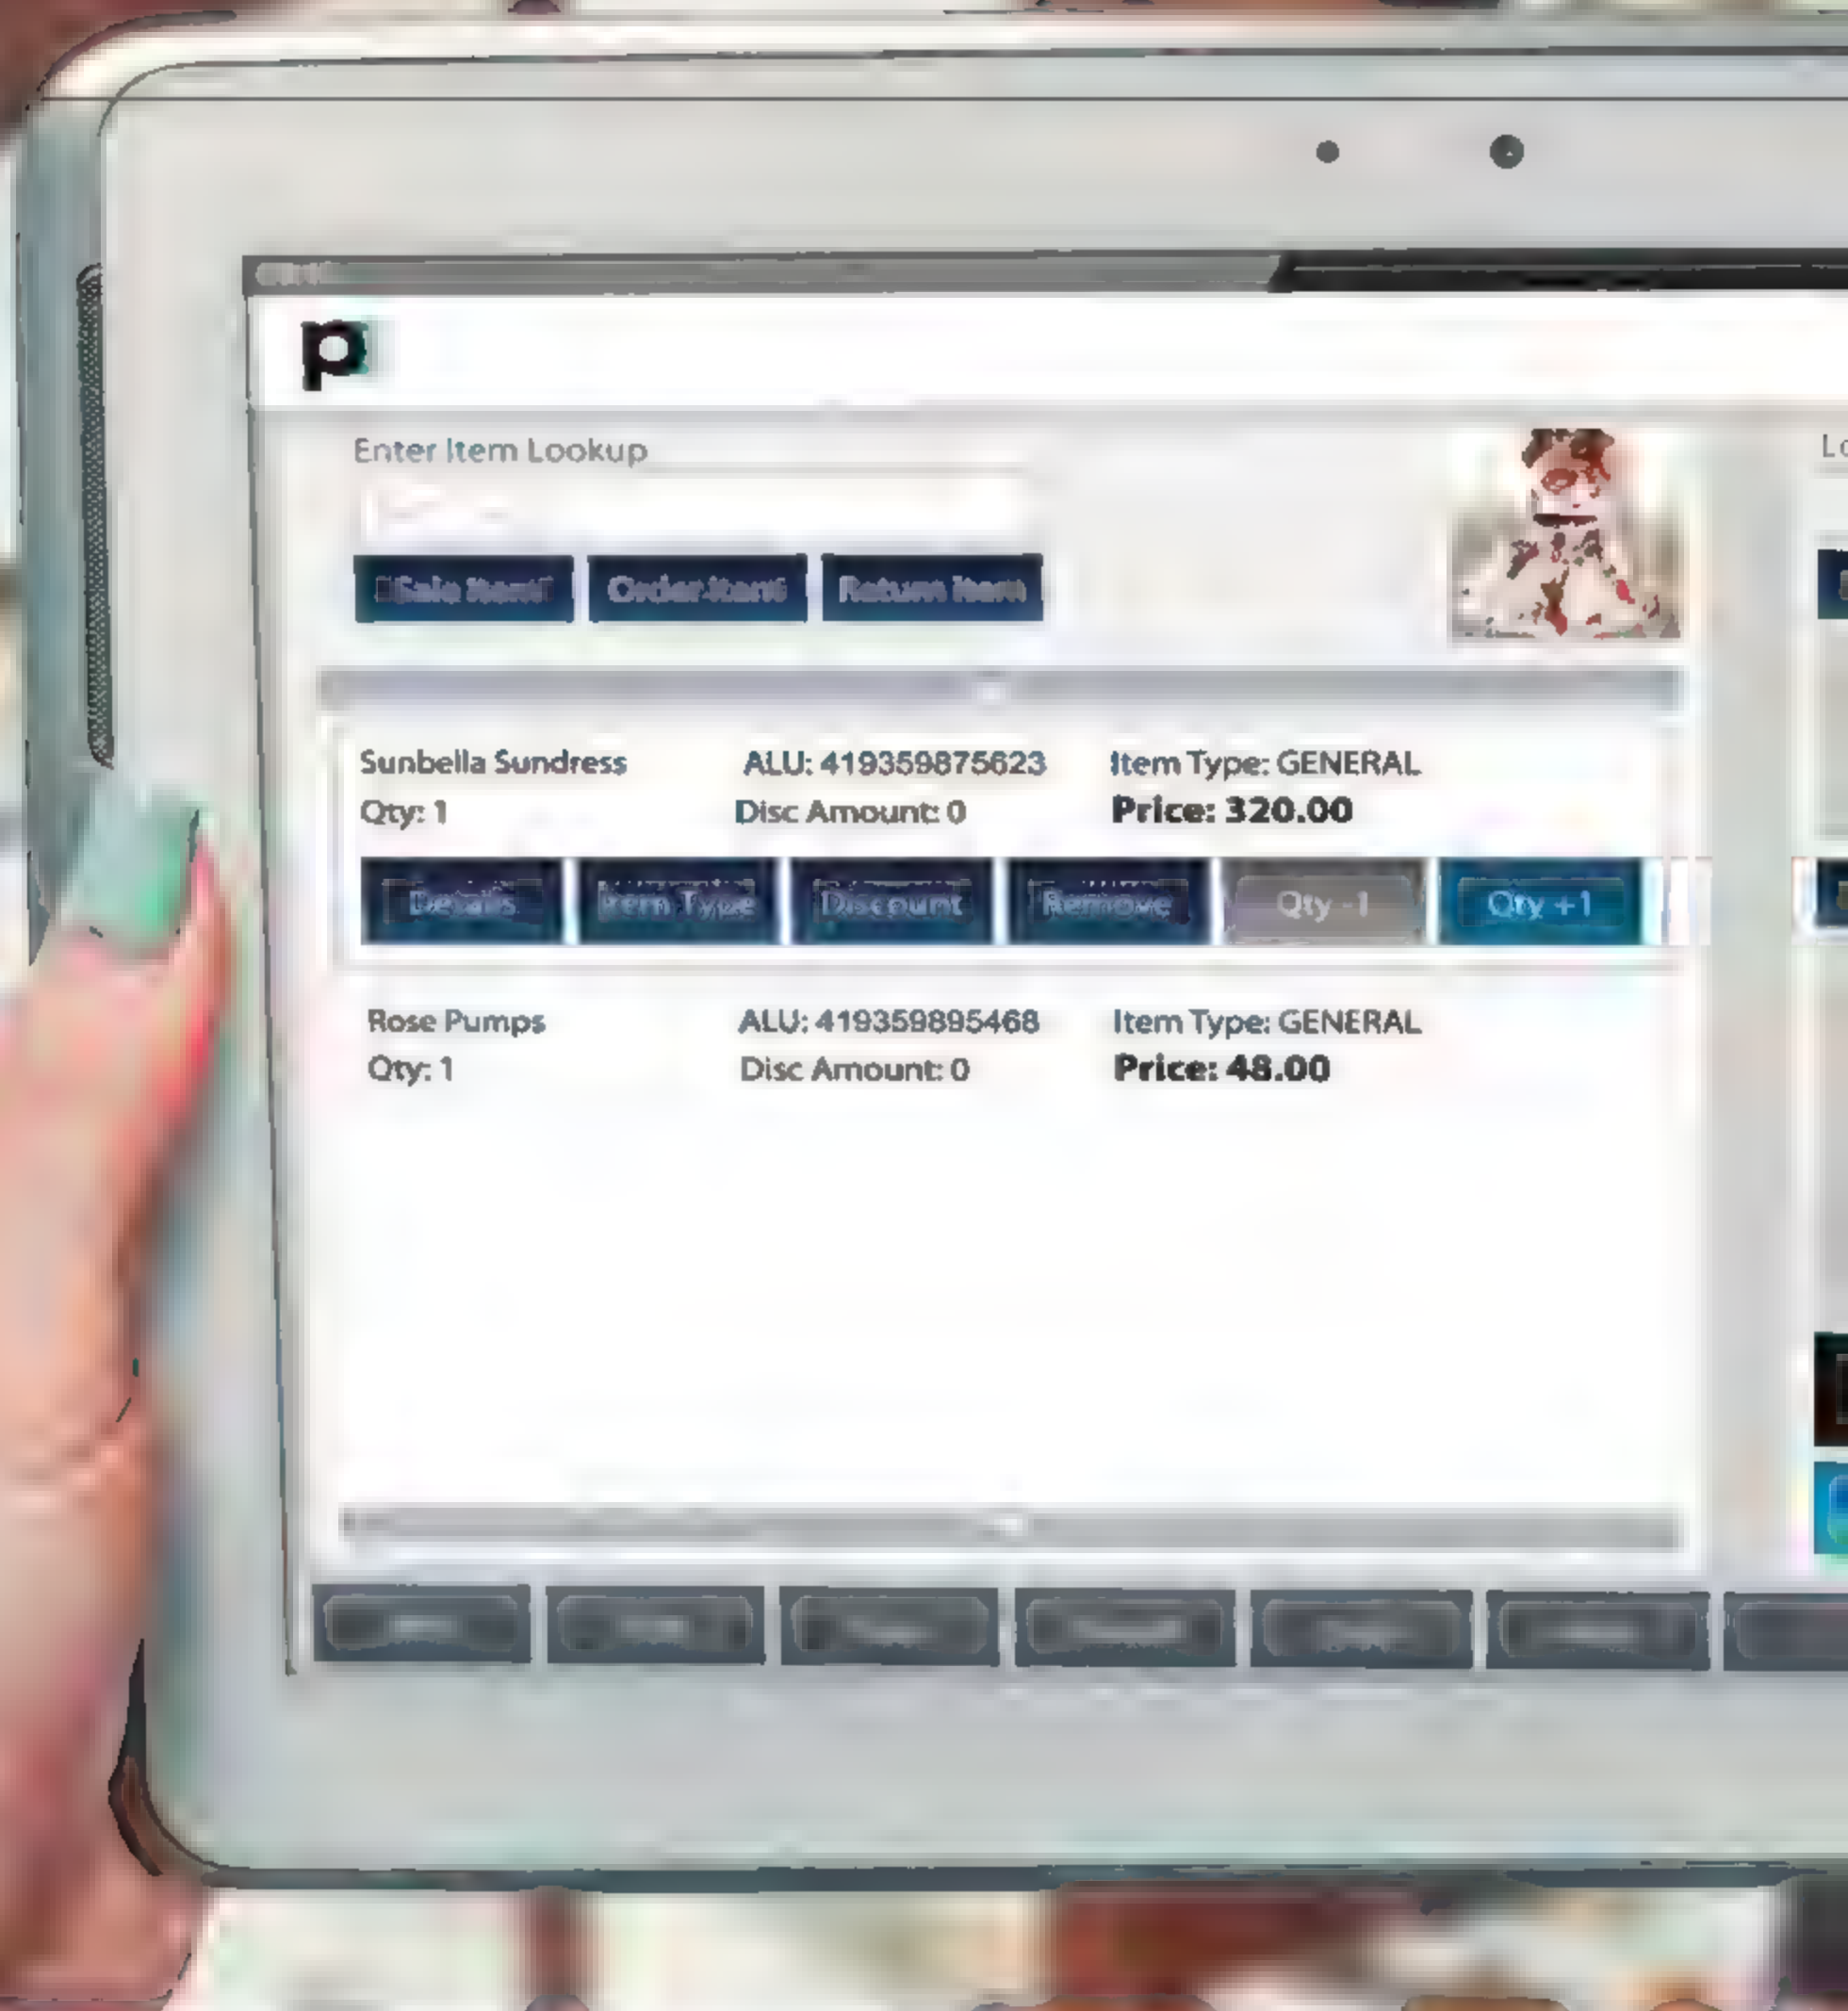 p
Enter Item Lookup
Sale Item Order Item Return Item
Sunbella Sundress ALU: 419359875623 Item Type: GENERAL
Qty: 1 Disc Amount: 0 Price: 320.00
Details Item Type Discount Remove Qty -1 Qty +1
Rose Pumps ALU: 419359895468 Item Type: GENERAL
Qty: 1 Disc Amount: 0 Price: 48.00